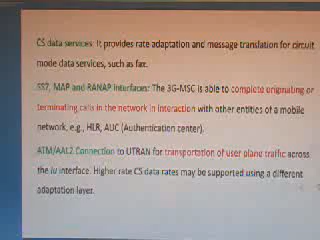 CS data services: It provides rate adaptation and message translation for circuit
mode data services, such as fax.
SS7, MAP and RANAP interfaces: The 3G-MSC is able to complete originating or
terminating calls in the network in interaction with other entities of a mobile
network, e.g., HLR, AUC (Authentication center).
ATM/AAL2 Connection to UTRAN for transportation of user plane traffic across
the Iu interface. Higher rate CS data rates may be supported using a different
adaptation layer.